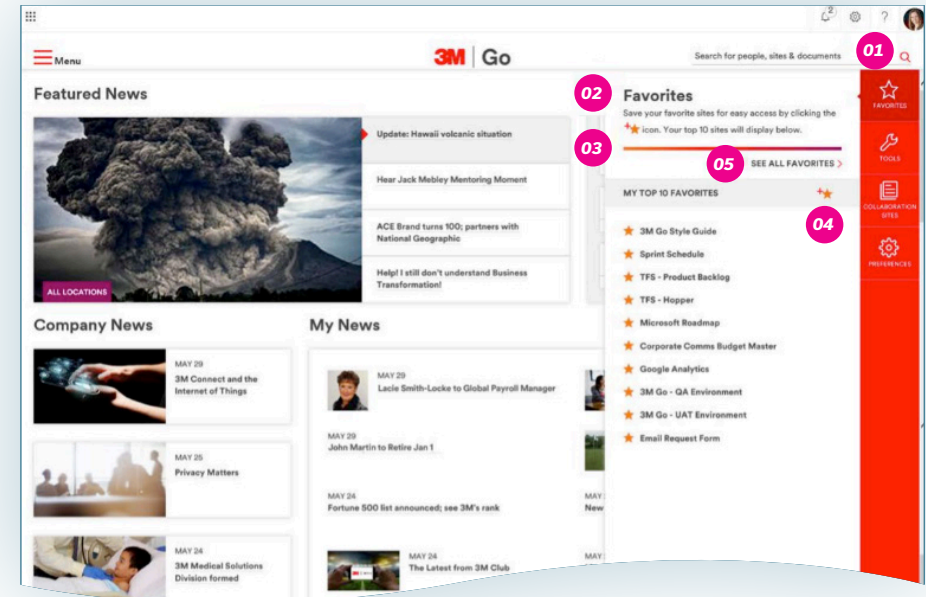 2
?
Menu
3M Go
Search for people, sites & documents
01
Featured News
Update: Hawaii volcanic situation
Hear Jack Mebley Mentoring Moment
ACE Brand turns 100; partners with
National Geographic
Help! I still don't understand Business
Transformation!
ALL LOCATIONS
02
Favorites
Save your favorite sites for easy access by clicking the
icon. Your top 10 sites will display below.
03
05
SEE ALL FAVORITES >
MY TOP 10 FAVORITES
04
3M Go Style Guide
Sprint Schedule
TFS - Product Backlog
TFS - Hopper
Microsoft Roadmap
Corporate Comms Budget Master
Google Analytics
3M Go - QA Environment
3M Go - UAT Environment
Email Request Form
FAVORITES
TOOLS
COLLABORATION
SITES
PREFERENCES
Company News
MAY 29
3M Connect and the
Internet of Things
MAY 25
Privacy Matters
MAY 24
3M Medical Solutions
Division formed
My News
MAY 29
Lacie Smith-Locke to Global Payroll Manager
MAY 29
John Martin to Retire Jan 1
MAY 24
Fortune 500 list announced; see 3M's rank
MAY 24
The Latest from 3M Club
MAY
New
MAY